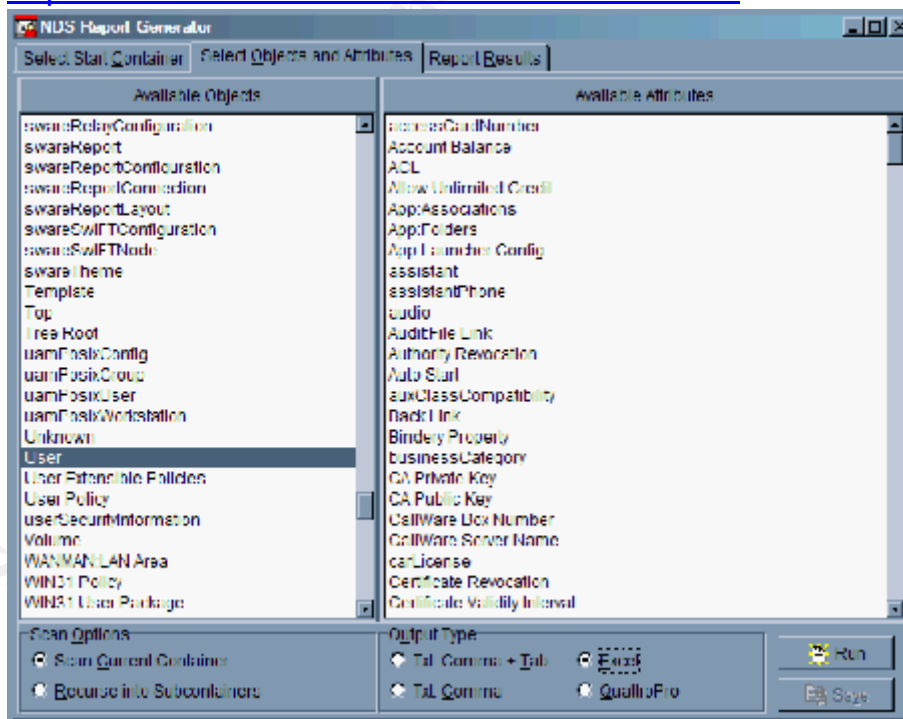 NDS Report Generator
Select Start Container
Select Objects and Attributes
Report Results
Available Objects
swareRelayConfiguration
swareReport
swareReportConfiguration
swareReportConnection
swareReportLayout
swareSwIFTConfiguration
swareSwIFTNode
swareTheme
Template
Top
Tree Root
uamPosixConfig
uamPosixGroup
uamPosixUser
uamPosixWorkstation
Unknown
User
User Extensible Policies
User Policy
userSecurityInformation
Volume
WANMAN:LAN Area
WIN31 Policy
WIN31 User Package
Available Attributes
accessCardNumber
Account Balance
ACL
Allow Unlimited Credit
App:Associations
App:Folders
App:Launcher Config
assistant
assistantPhone
audio
Audit:File Link
Authority Revocation
Auto Start
auxClassCompatibility
Back Link
Bindery Property
businessCategory
CA Private Key
CA Public Key
CallWare Box Number
CallWare Server Name
carLicense
Certificate Revocation
Certificate Validity Interval
Scan Options
Scan Current Container
Recurse into Subcontainers
Output Type
Txt. Comma + Tab
Excel
Txt. Comma
QuattroPro
Run
Save